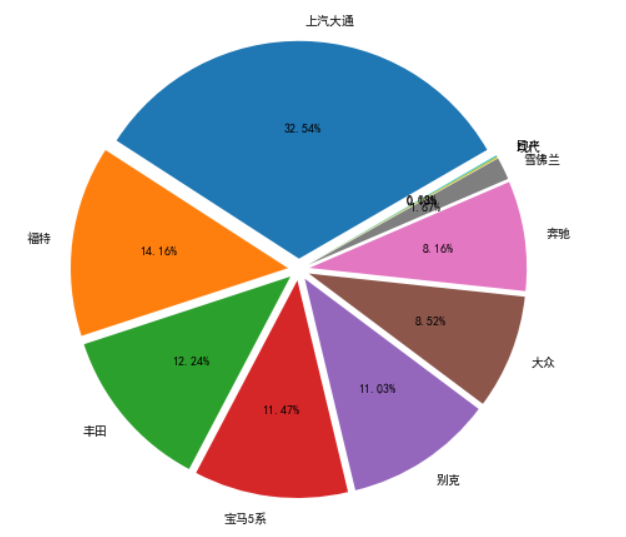 上汽大通
32.54%
现代
雪佛兰
1.67%
奔驰
8.16%
福特
14.16%
8.52%
大众
12.24%
11.03%
11.47%
丰田
别克
宝马5系